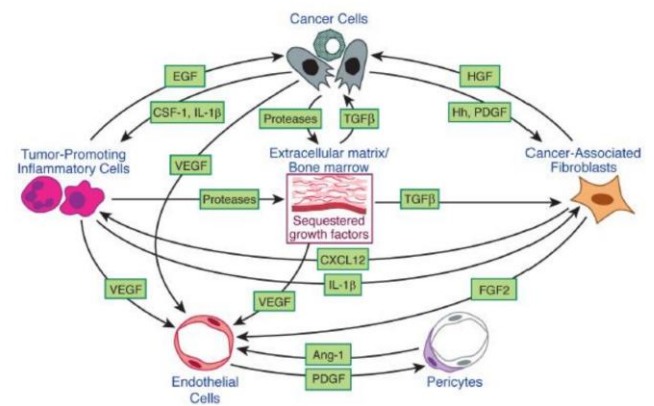 Cancer Cells
EGF
HGF
CSF-1, IL-1β
Proteases
TGFβ
Hh, PDGF
Tumor-Promoting
Inflammatory Cells
VEGF
Extracellular matrix/
Bone marrow
Cancer-Associated
Fibroblasts
Proteases
TGFβ
Sequestered
growth factors
CXCL12
IL-1β
VEGF
VEGF
FGF2
Ang-1
PDGF
Endothelial
Cells
Pericytes